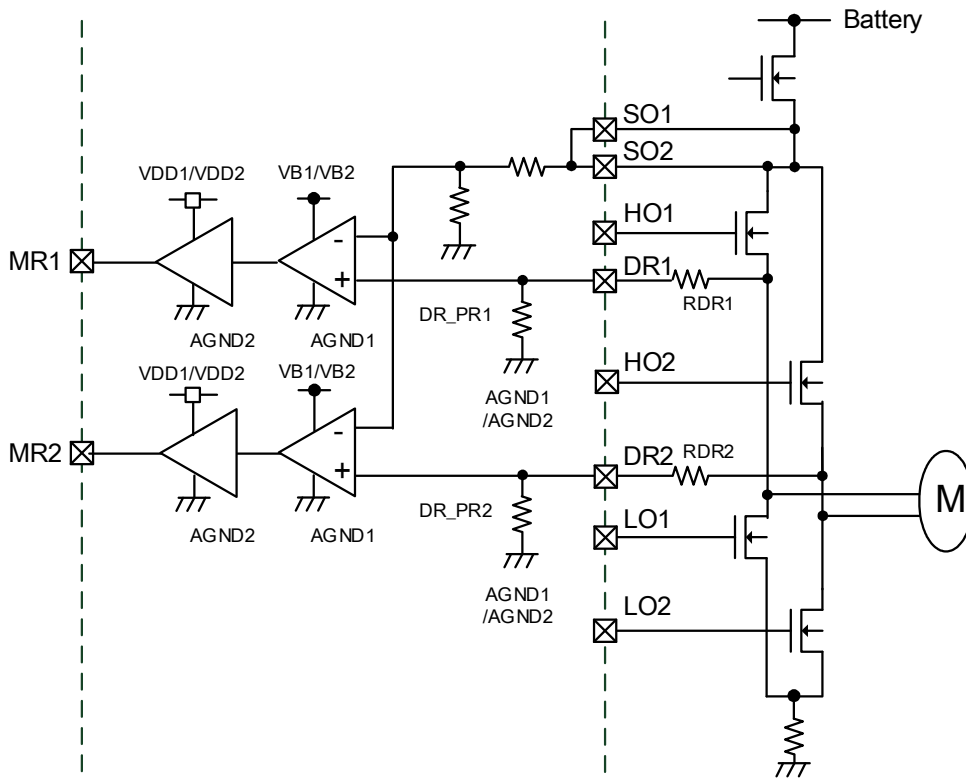 Battery
SO1
SO2
VDD1/VDD2
VB1/VB2
HO1
-
MR1
+
DR1
RDR1
DR_PR1
AGND2
AGND1
VDD1/VDD2
VB1/VB2
HO2
AGND1
/AGND2
-
MR2
+
DR2
RDR2
DR_PR2
M
AGND2
AGND1
LO1
AGND1
/AGND2
LO2